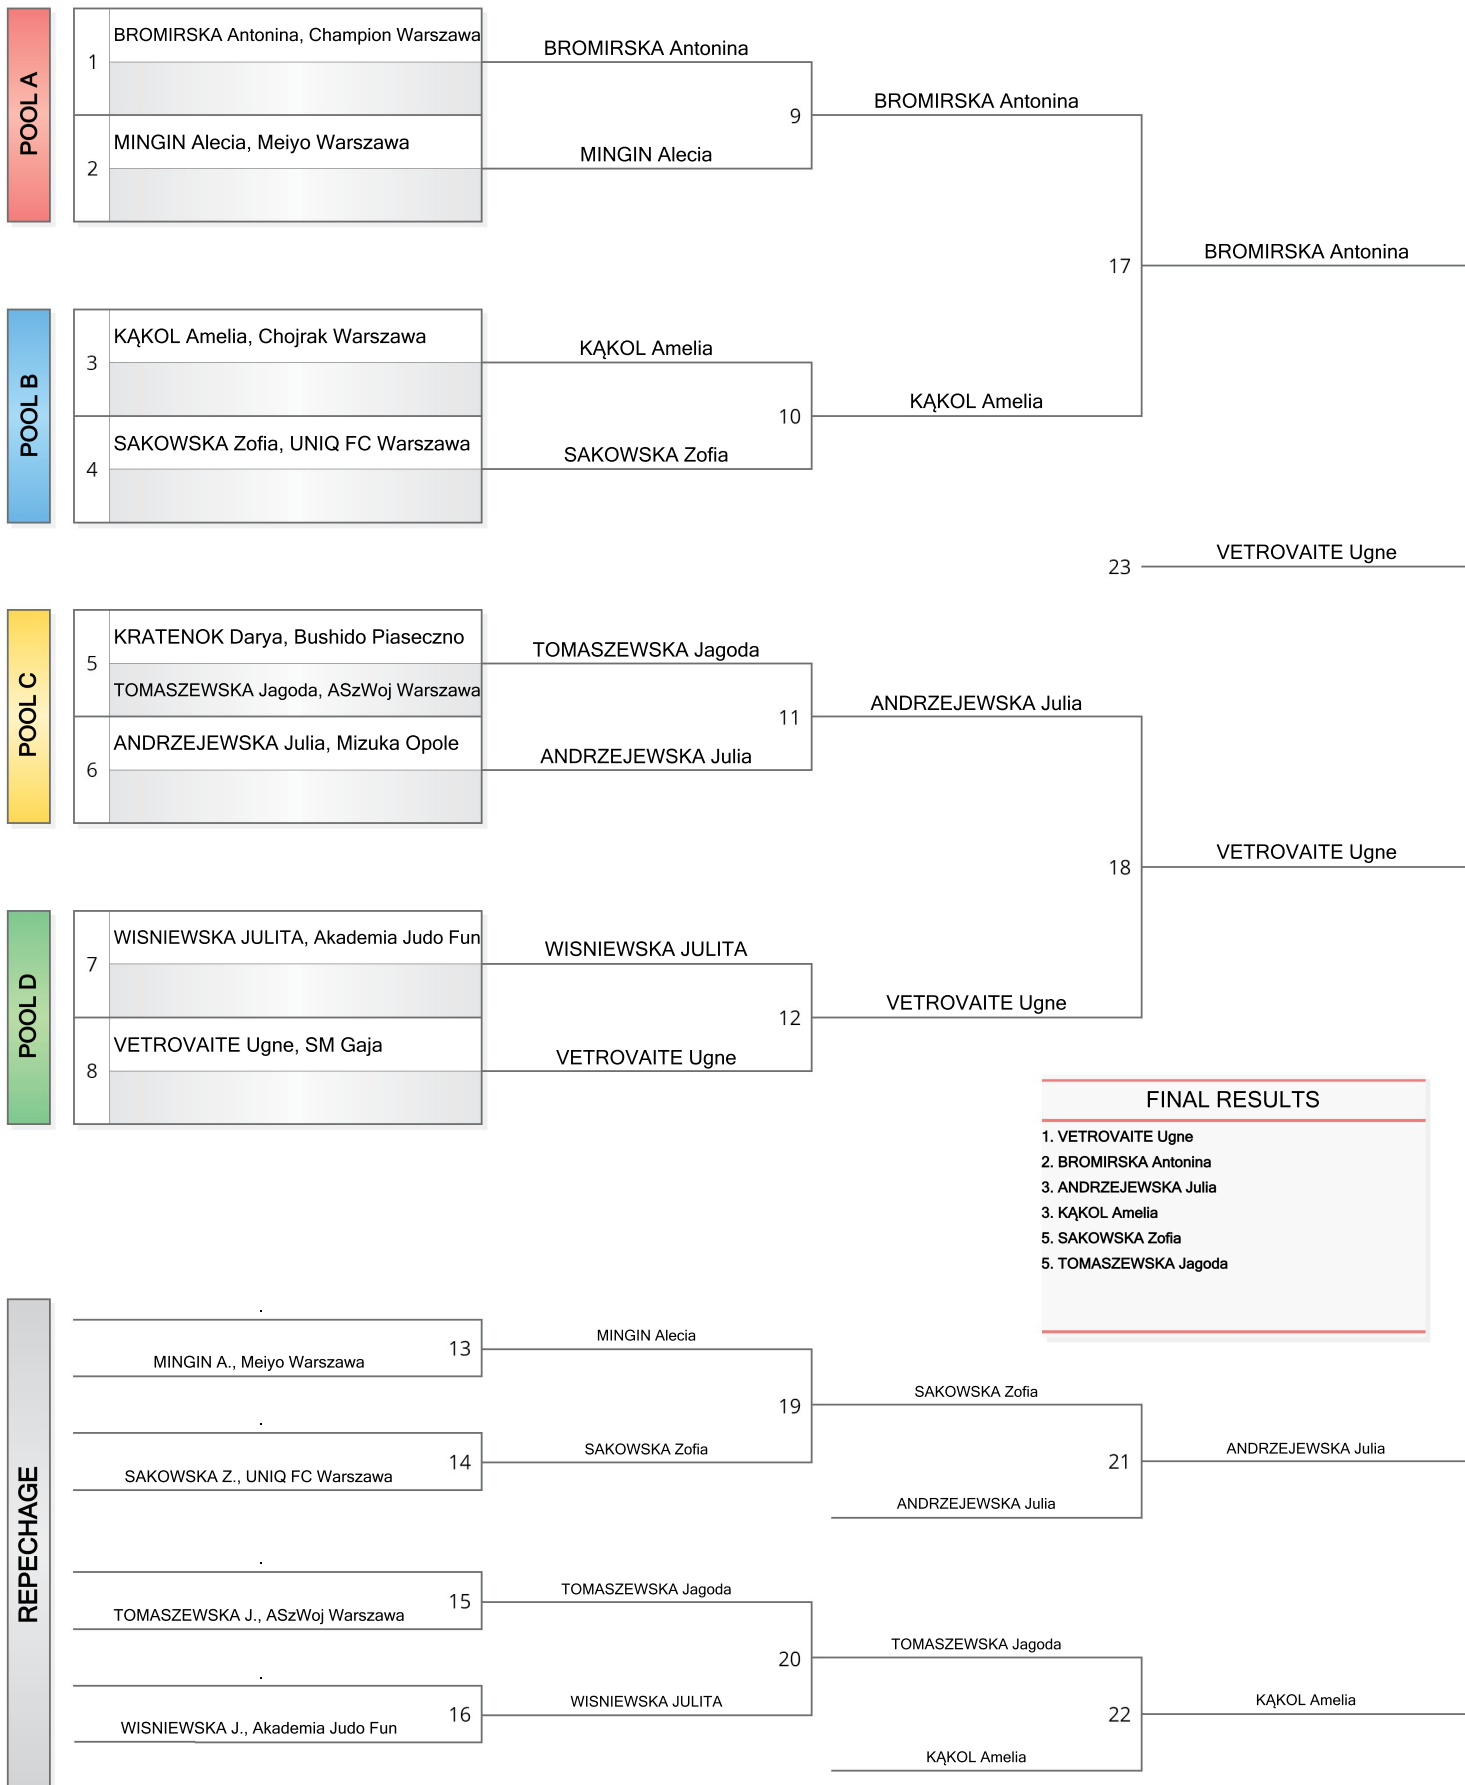 POOL A
1
BROMIRSKA Antonina, Champion Warszawa
2
MINGIN Alecia, Meiyo Warszawa
BROMIRSKA Antonina
MINGIN Alecia
9
BROMIRSKA Antonina
17
BROMIRSKA Antonina
POOL B
3
KĄKOL Amelia, Chojrak Warszawa
4
SAKOWSKA Zofia, UNIQ FC Warszawa
KĄKOL Amelia
SAKOWSKA Zofia
10
KĄKOL Amelia
23
VETROVAITE Ugne
POOL C
5
KRATENOK Darya, Bushido Piaseczno
TOMASZEWSKA Jagoda, ASzWoj Warszawa
6
ANDRZEJEWSKA Julia, Mizuka Opole
TOMASZEWSKA Jagoda
ANDRZEJEWSKA Julia
11
ANDRZEJEWSKA Julia
18
VETROVAITE Ugne
POOL D
7
WISNIEWSKA JULITA, Akademia Judo Fun
8
VETROVAITE Ugne, SM Gaja
WISNIEWSKA JULITA
VETROVAITE Ugne
12
VETROVAITE Ugne
FINAL RESULTS
1. VETROVAITE Ugne
2. BROMIRSKA Antonina
3. ANDRZEJEWSKA Julia
3. KĄKOL Amelia
5. SAKOWSKA Zofia
5. TOMASZEWSKA Jagoda
REPECHAGE
.
MINGIN A., Meiyo Warszawa
13
MINGIN Alecia
.
SAKOWSKA Z., UNIQ FC Warszawa
14
SAKOWSKA Zofia
19
SAKOWSKA Zofia
ANDRZEJEWSKA Julia
21
ANDRZEJEWSKA Julia
.
TOMASZEWSKA J., ASzWoj Warszawa
15
TOMASZEWSKA Jagoda
.
WISNIEWSKA J., Akademia Judo Fun
16
WISNIEWSKA JULITA
20
TOMASZEWSKA Jagoda
KĄKOL Amelia
22
KĄKOL Amelia